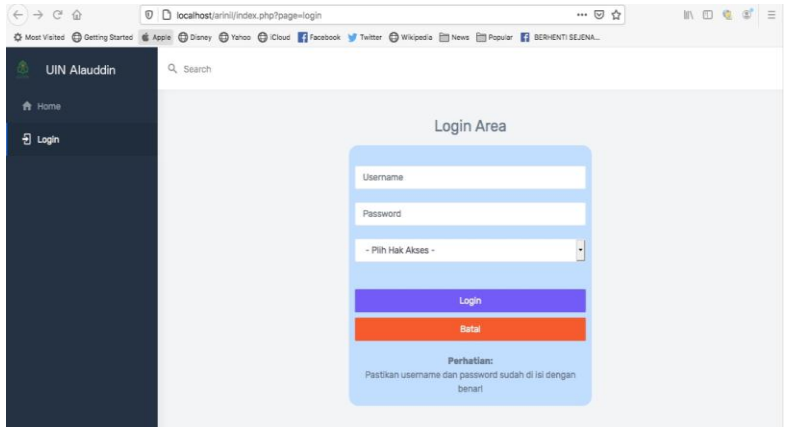 localhost/arinil/index.php?page=login
Most Visited Getting Started Apple Disney Yahoo iCloud Facebook Twitter Wikipedia News Popular BERHENTI SEJENA...
UIN Alauddin
Search
Home
Login
Login Area
Username
Password
- Plih Hak Akses -
Login
Batal
Perhatian:
Pastikan username dan password sudah di isi dengan
benar!